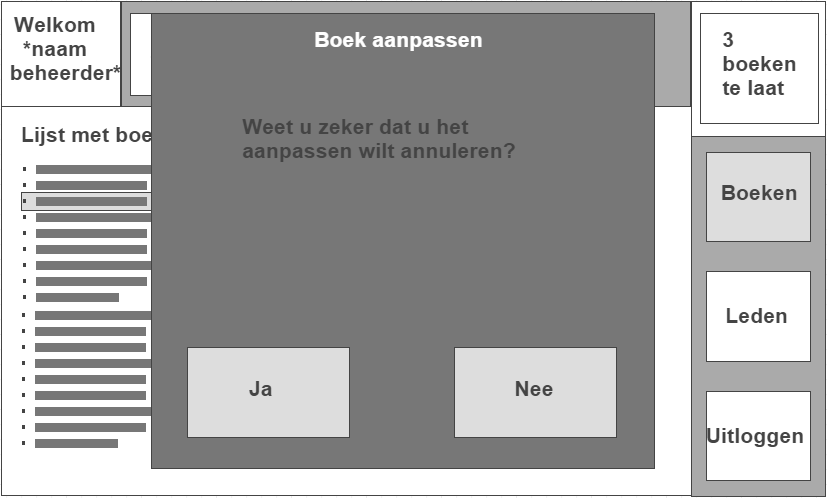 Welkom
*naam
beheerder*
Boek aanpassen
3
boeken
te laat
Lijst met boe
Weet u zeker dat u het
aanpassen wilt annuleren?
Boeken
Leden
Ja
Nee
Uitloggen